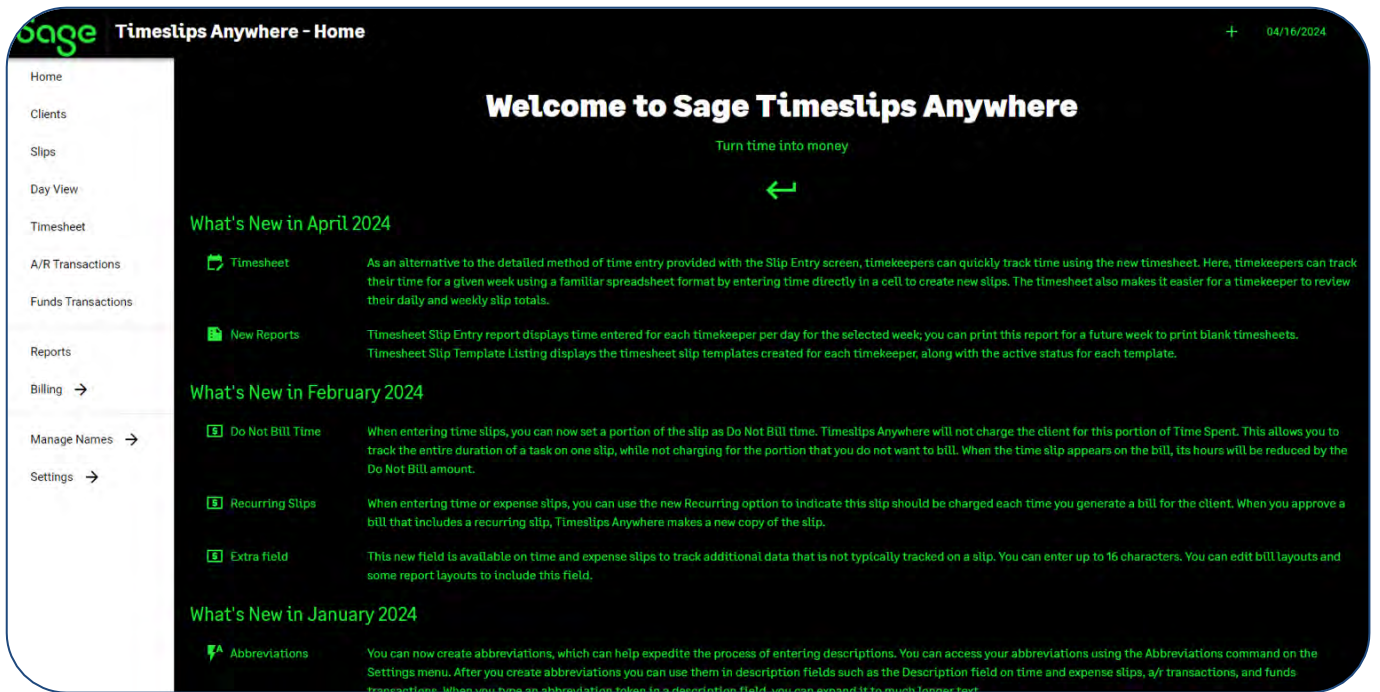 Sage Timeslips Anywhere - Home + 04/16/2024
Home
Clients
Slips
Day View
Timesheet
A/R Transactions
Funds Transactions
Reports
Billing →
Manage Names →
Settings →
Welcome to Sage Timeslips Anywhere
Turn time into money
What's New in April 2024
Timesheet As an alternative to the detailed method of time entry provided with the Slip Entry screen, timekeepers can quickly track time using the new timesheet. Here, timekeepers can track
their time for a given week using a familiar spreadsheet format by entering time directly in a cell to create new slips. The timesheet also makes it easier for a timekeeper to review
their daily and weekly slip totals.
New Reports Timesheet Slip Entry report displays time entered for each timekeeper per day for the selected week; you can print this report for a future week to print blank timesheets.
Timesheet Slip Template Listing displays the timesheet slip templates created for each timekeeper, along with the active status for each template.
What's New in February 2024
Do Not Bill Time When entering time slips, you can now set a portion of the slip as Do Not Bill time. Timeslips Anywhere will not charge the client for this portion of Time Spent. This allows you to
track the entire duration of a task on one slip, while not charging for the portion that you do not want to bill. When the time slip appears on the bill, its hours will be reduced by the
Do Not Bill amount.
Recurring Slips When entering time or expense slips, you can use the new Recurring option to indicate this slip should be charged each time you generate a bill for the client. When you approve a
bill that includes a recurring slip, Timeslips Anywhere makes a new copy of the slip.
Extra field This new field is available on time and expense slips to track additional data that is not typically tracked on a slip. You can enter up to 16 characters. You can edit bill layouts and
some report layouts to include this field.
What's New in January 2024
Abbreviations You can now create abbreviations, which can help expedite the process of entering descriptions. You can access your abbreviations using the Abbreviations command on the
Settings menu. After you create abbreviations you can use them in description fields such as the Description field on time and expense slips, a/r transactions, and funds
transactions. When you type an abbreviation token in a description field, you can expand it to much longer text.